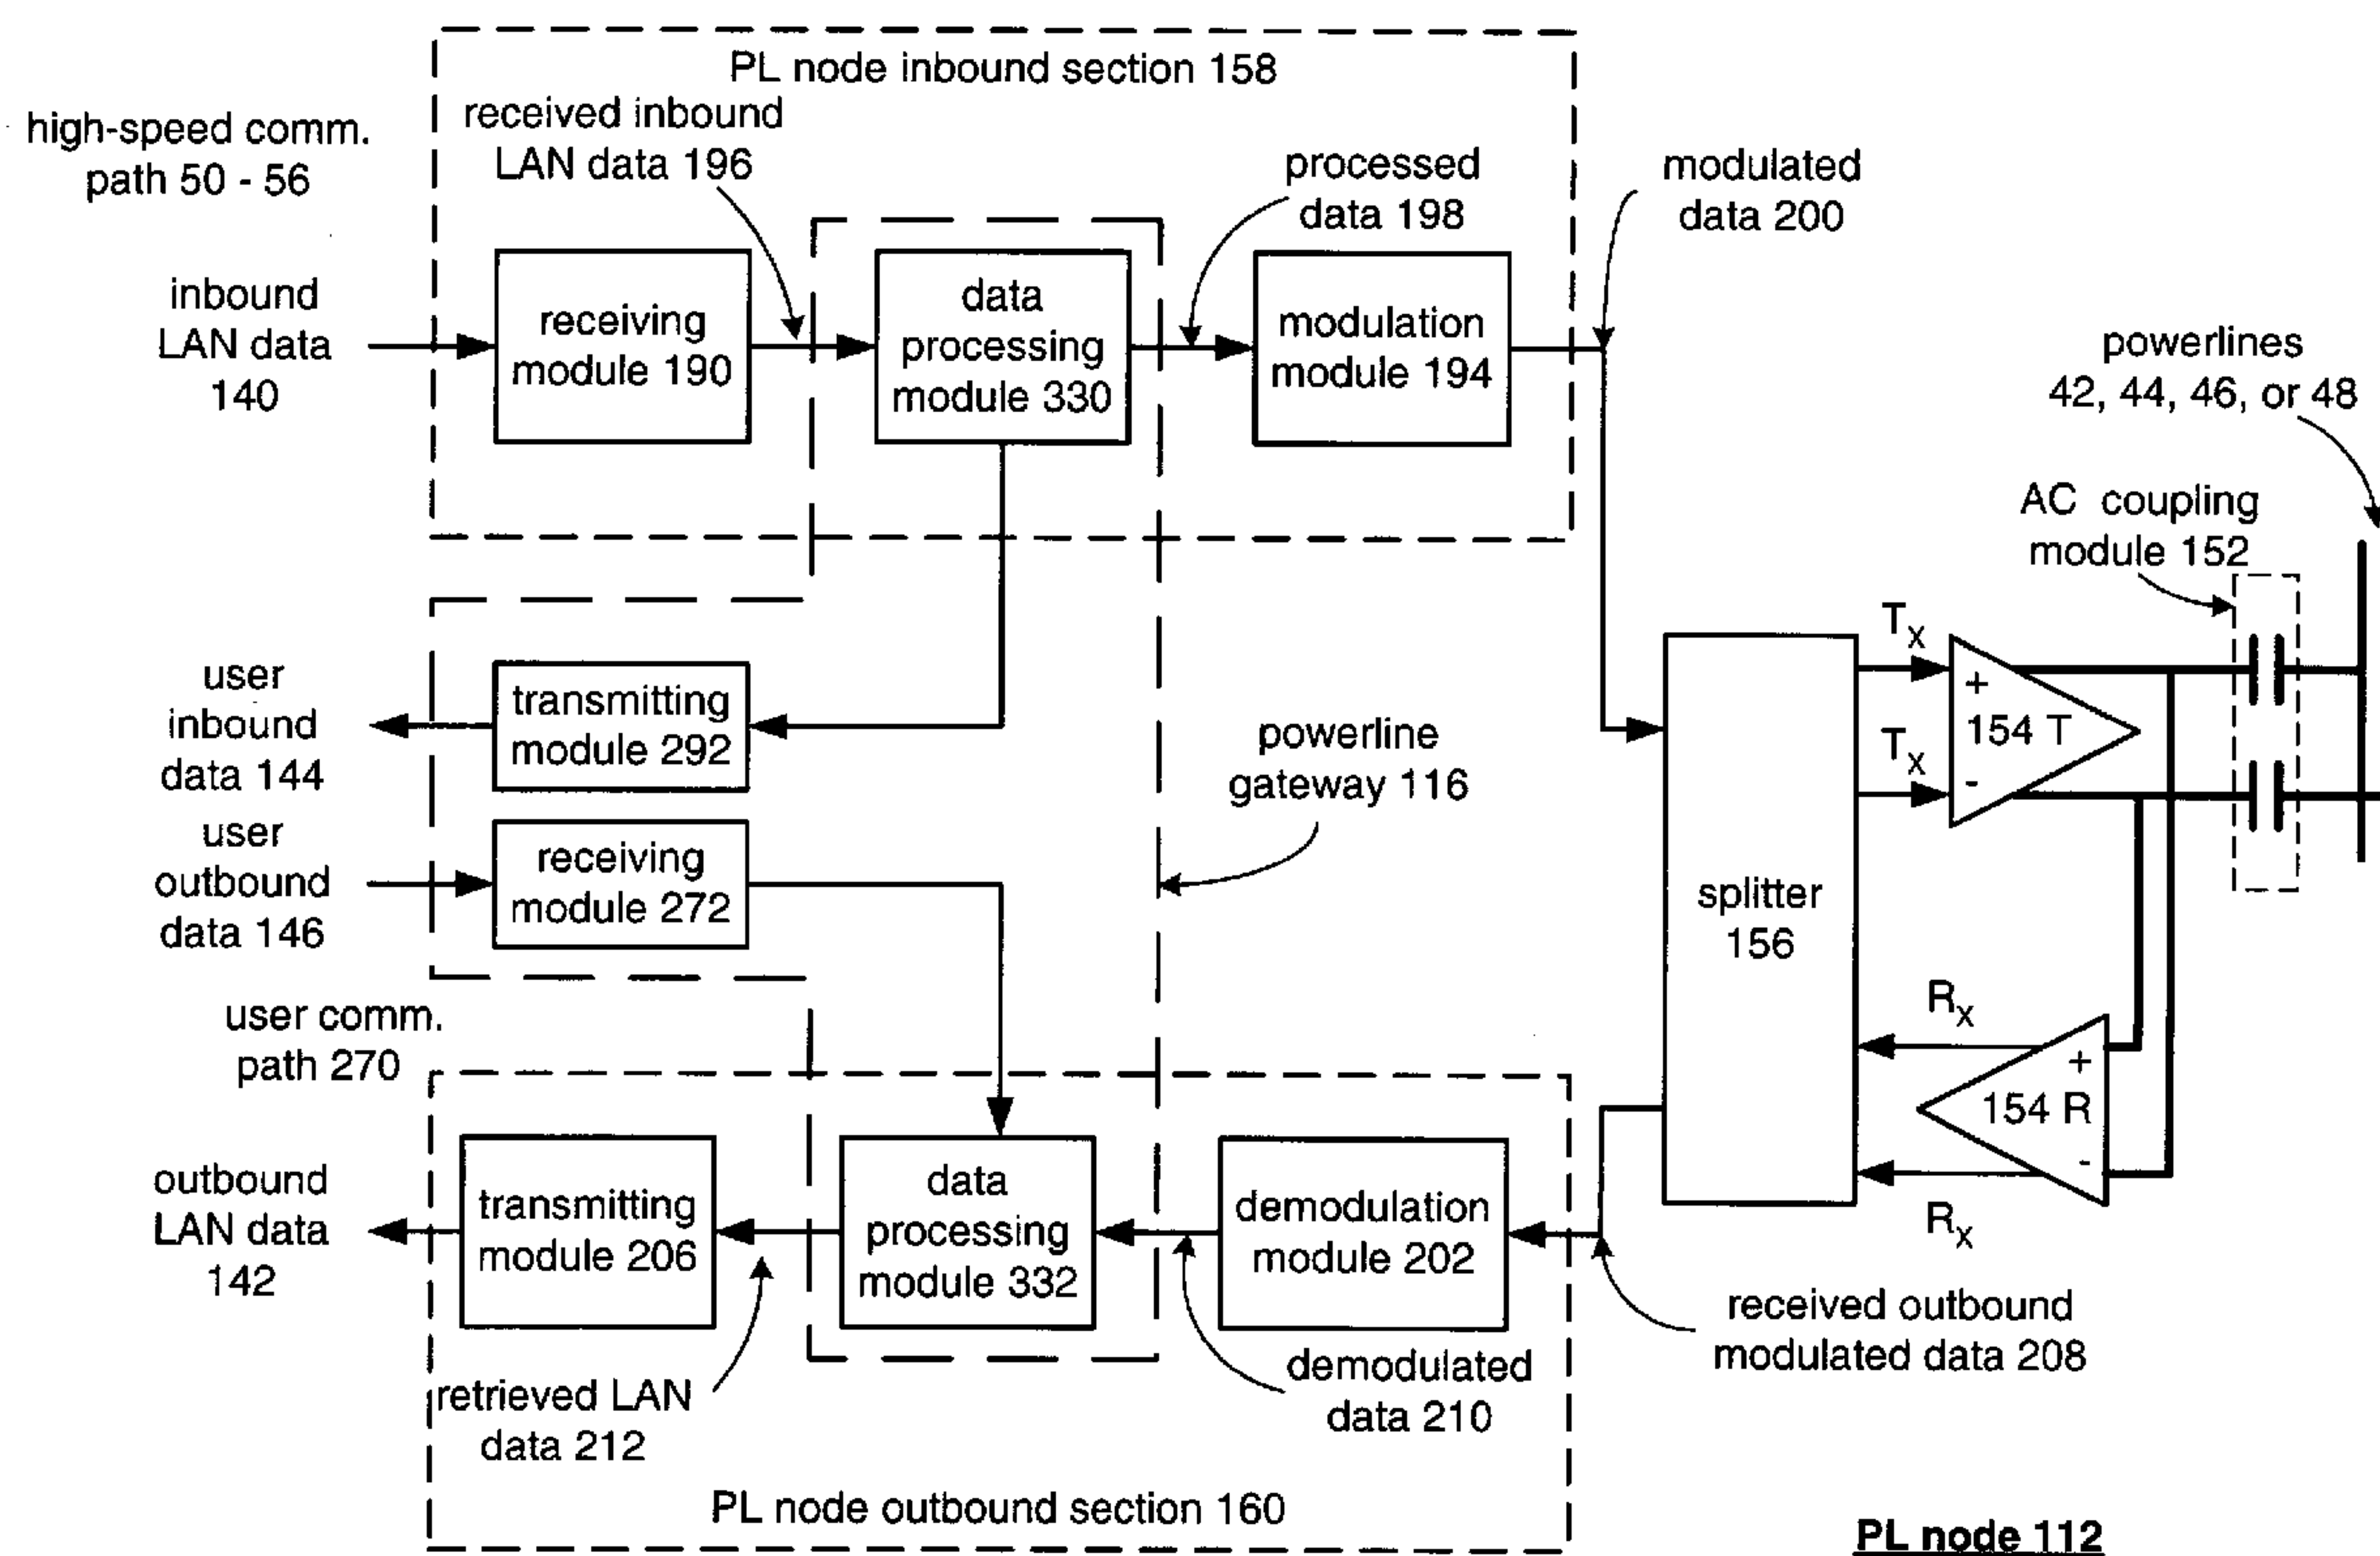 PL node inbound section 158
high-speed comm.
path 50 - 56
received inbound
LAN data 196
processed
data 198
modulated
data 200
inbound
LAN data
140
receiving
module 190
data
processing
module 330
modulation
module 194
powerlines
42, 44, 46, or 48
AC coupling
module 152
user
inbound
data 144
transmitting
module 292
powerline
gateway 116
user
outbound
data 146
receiving
module 272
user comm.
path 270
splitter
156
Tx
Tx
+
154 T
-
Rx
+
154 R
-
Rx
outbound
LAN data
142
transmitting
module 206
data
processing
module 332
demodulation
module 202
retrieved LAN
data 212
demodulated
data 210
received outbound
modulated data 208
PL node outbound section 160
PL node 112